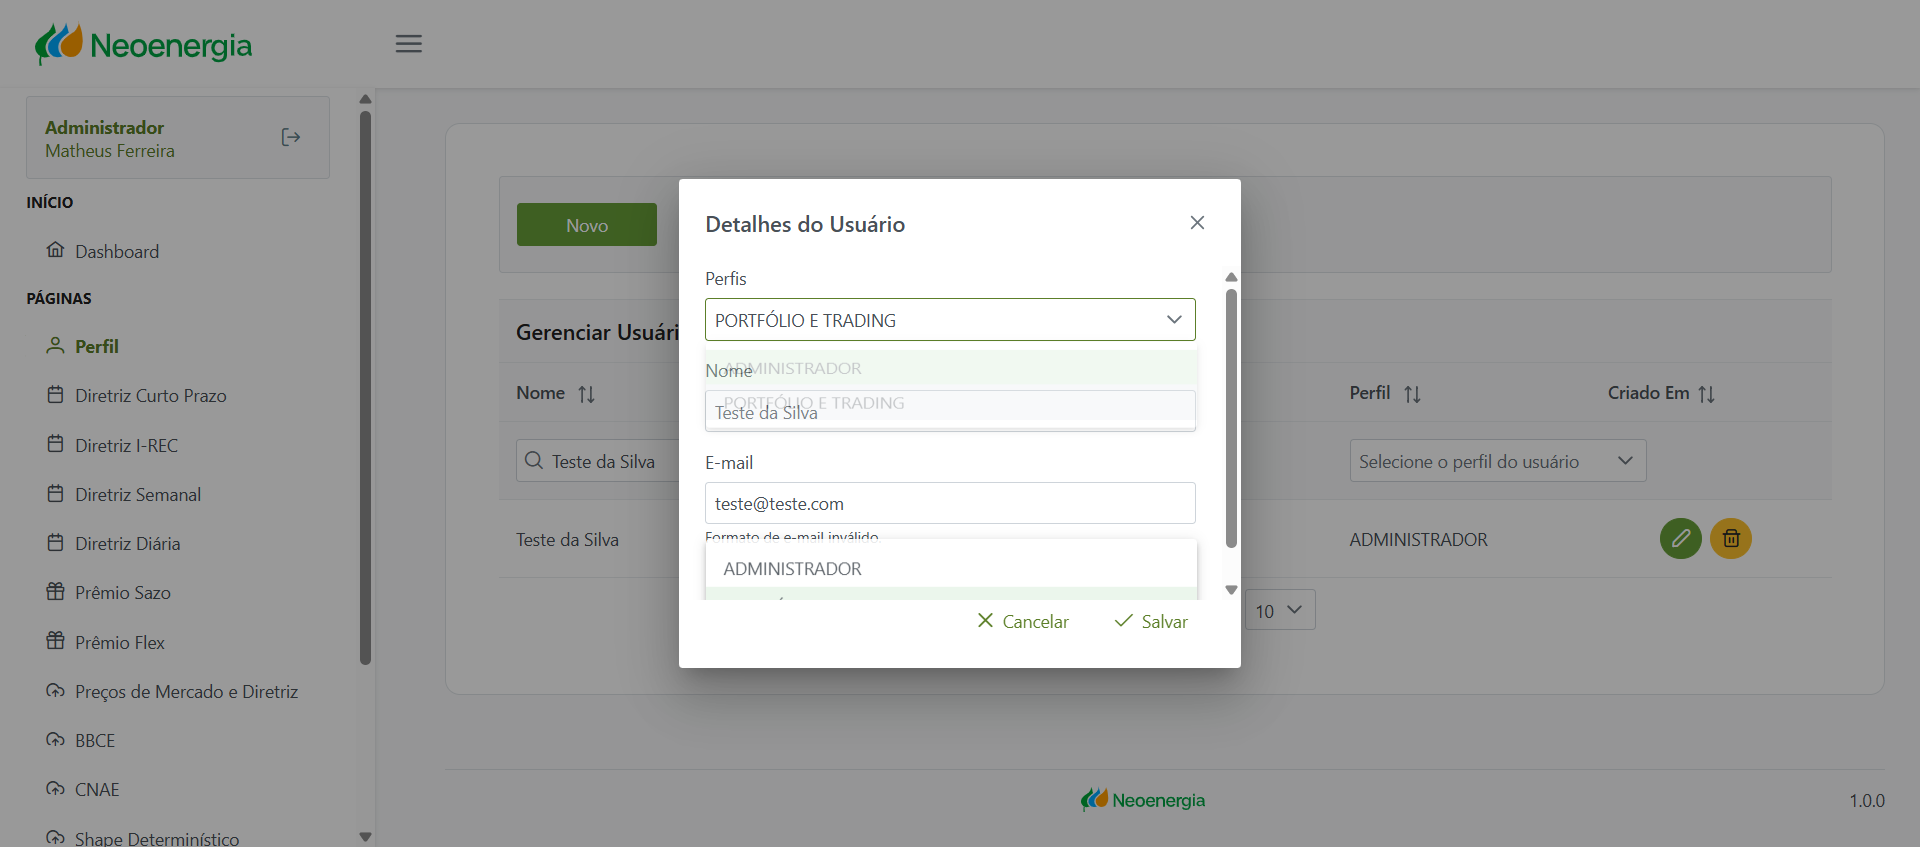 Neoenergia
Administrador
Matheus Ferreira
INÍCIO
Dashboard
PÁGINAS
Perfil
Diretriz Curto Prazo
Diretriz I-REC
Diretriz Semanal
Diretriz Diária
Prêmio Sazo
Prêmio Flex
Preços de Mercado e Diretriz
BBCE
CNAE
Shape Determinístico
Novo
Gerenciar Usuári
Nome
Perfil
Criado Em
Teste da Silva
Selecione o perfil do usuário
Teste da Silva
ADMINISTRADOR
10
Detalhes do Usuário
Perfis
PORTFÓLIO E TRADING
ADMINISTRADOR
Nome
PORTFÓLIO E TRADING
Teste da Silva
E-mail
teste@teste.com
Formato de e-mail inválido
ADMINISTRADOR
Cancelar
Salvar
Neoenergia
1.0.0